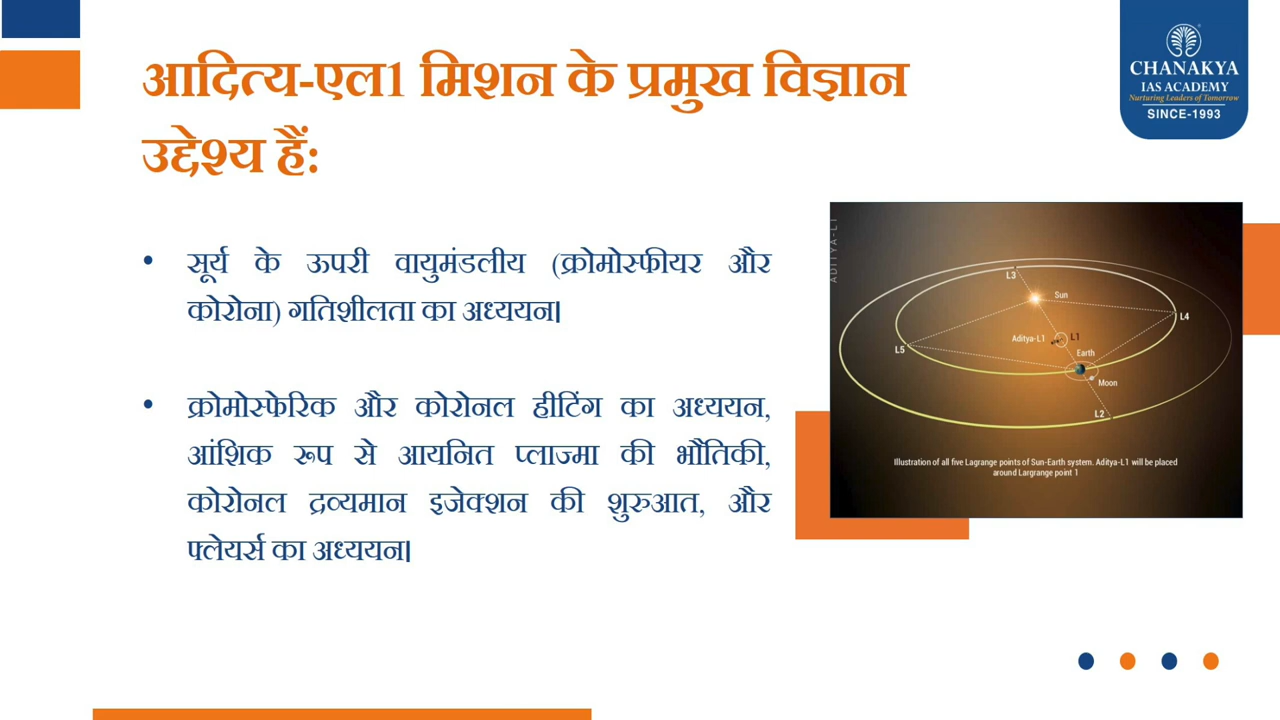 आदित्य-एल1 मिशन के प्रमुख विज्ञान
उद्देश्य हैं:
CHANAKYA
IAS ACADEMY
Nurturing Leaders of Tomorrow
SINCE-1993
• सूर्य के ऊपरी वायुमंडलीय (क्रोमोस्फीयर और
कोरोना) गतिशीलता का अध्ययन।
• क्रोमोस्फेरिक और कोरोनल हीटिंग का अध्ययन,
आंशिक रूप से आयनित प्लाज्मा की भौतिकी,
कोरोनल द्रव्यमान इजेक्शन की शुरुआत, और
फ्लेयर्स का अध्ययन।
ADITYA-L1
L3
Sun
L4
Aditya-L1
L1
L5
Earth
Moon
L2
Illustration of all five Lagrange points of Sun-Earth system. Aditya-L1 will be placed
around Largrange point 1